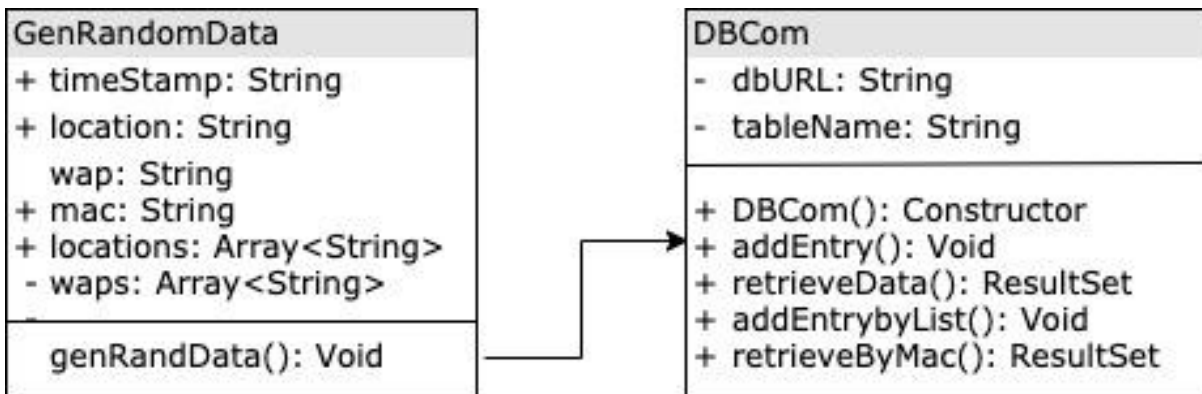 GenRandomData
+ timeStamp: String
+ location: String
wap: String
+ mac: String
+ locations: Array<String>
- waps: Array<String>
-
genRandData(): Void
DBCom
- dbURL: String
- tableName: String
+ DBCom(): Constructor
+ addEntry(): Void
+ retrieveData(): ResultSet
+ addEntrybyList(): Void
+ retrieveByMac(): ResultSet